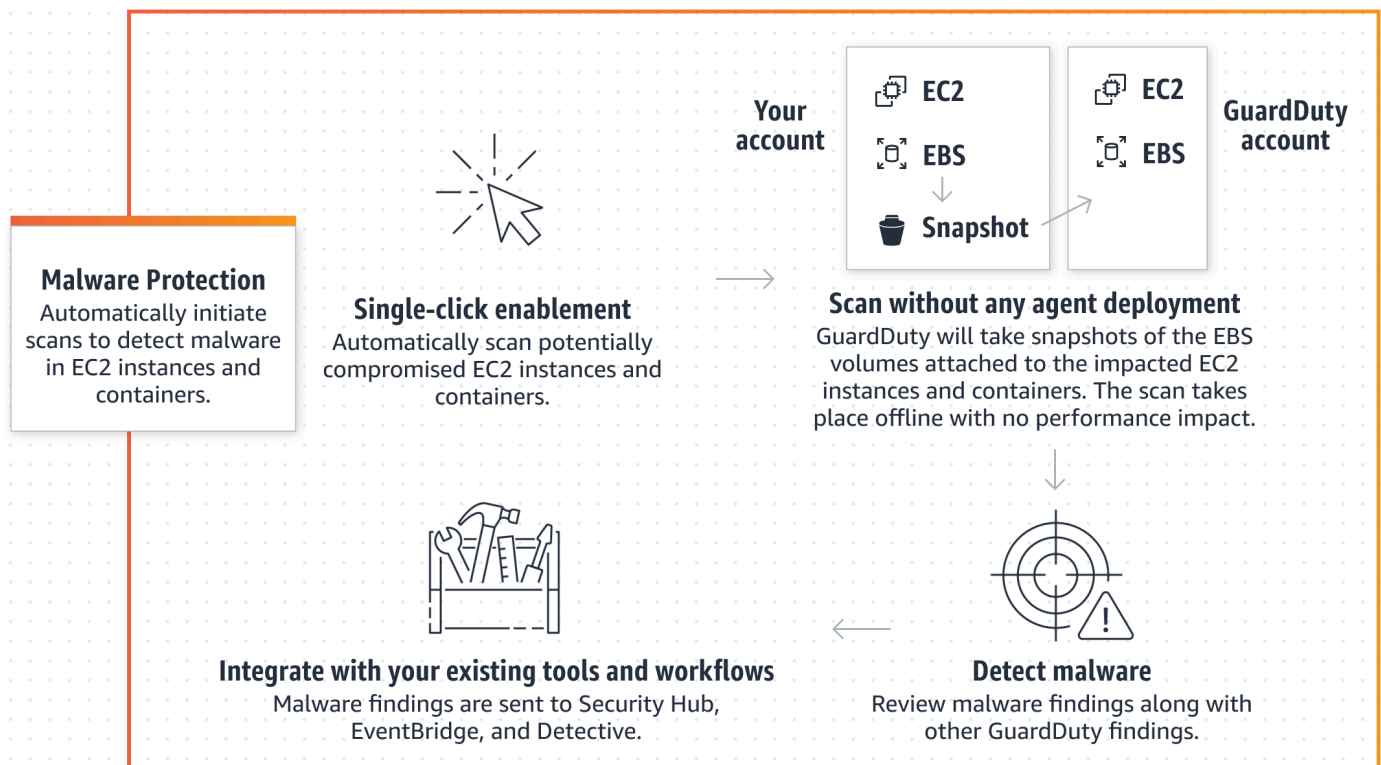 Malware Protection
Automatically initiate
scans to detect malware
in EC2 instances and
containers.
Single-click enablement
Automatically scan potentially
compromised EC2 instances and
containers.
Your
account
EC2
EBS
Snapshot
EC2
EBS
GuardDuty
account
Scan without any agent deployment
GuardDuty will take snapshots of the EBS
volumes attached to the impacted EC2
instances and containers. The scan takes
place offline with no performance impact.
Detect malware
Review malware findings along with
other GuardDuty findings.
Integrate with your existing tools and workflows
Malware findings are sent to Security Hub,
EventBridge, and Detective.